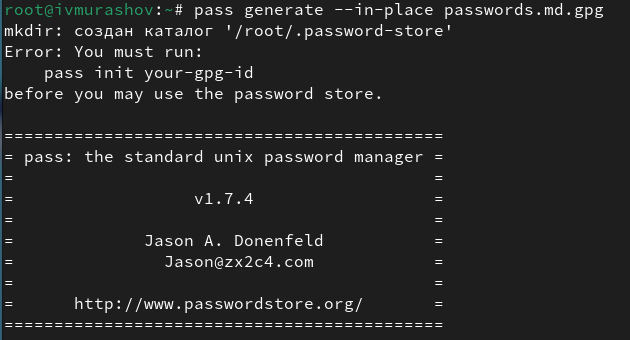 root@ivmurashov:~# pass generate --in-place passwords.md.gpg
mkdir: создан каталог '/root/.password-store'
Error: You must run:
    pass init your-gpg-id
before you may use the password store.

============================================
= pass: the standard unix password manager =
=                                          =
=                  v1.7.4                  =
=                                          =
=             Jason A. Donenfeld           =
=               Jason@zx2c4.com            =
=                                          =
=      http://www.passwordstore.org/       =
============================================